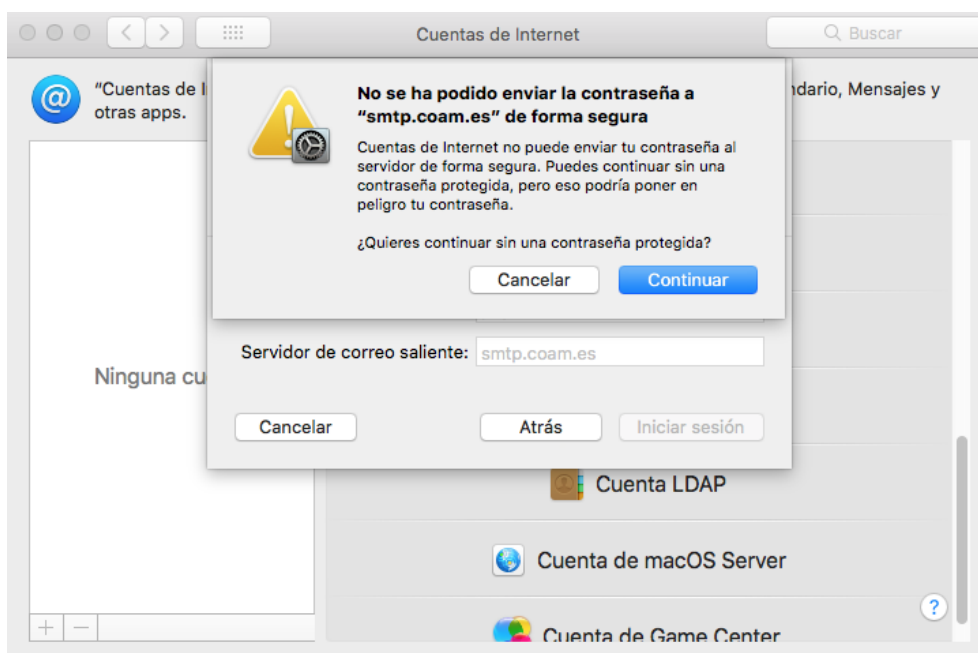 Cuentas de Internet
Buscar
"Cuentas de I
ndario, Mensajes y
otras apps.
No se ha podido enviar la contraseña a
"smtp.coam.es" de forma segura
Cuentas de Internet no puede enviar tu contraseña al
servidor de forma segura. Puedes continuar sin una
contraseña protegida, pero eso podría poner en
peligro tu contraseña.
¿Quieres continuar sin una contraseña protegida?
Cancelar
Continuar
Servidor de correo saliente:
smtp.coam.es
Ninguna cu
Cancelar
Atrás
Iniciar sesión
Cuenta LDAP
Cuenta de macOS Server
?
Cuenta de Game Center